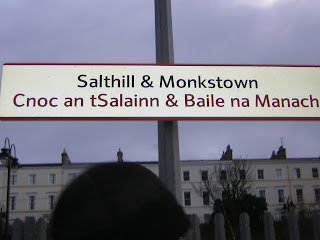 Salthill & Monkstown
Cnoc an tSalainn & Baile na Manach